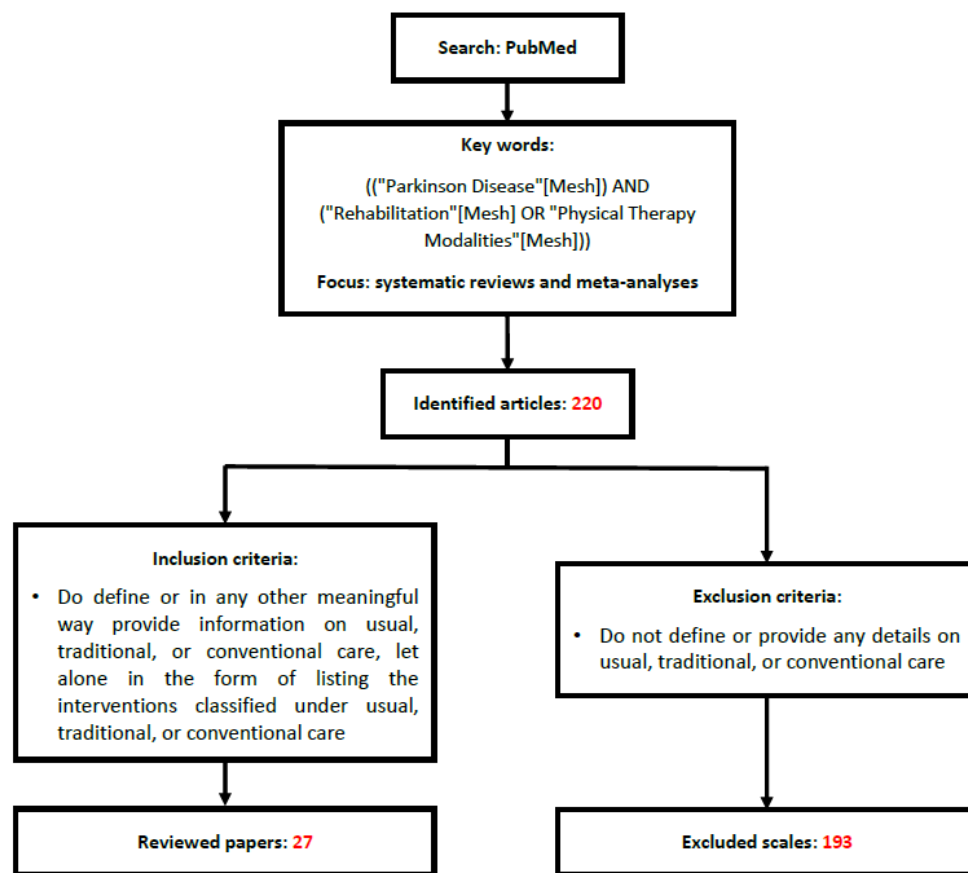 Search: PubMed
Key words:
(("Parkinson Disease"[Mesh]) AND
("Rehabilitation"[Mesh] OR "Physical Therapy
Modalities"[Mesh]))
Focus: systematic reviews and meta-analyses
Identified articles: 220
Inclusion criteria:
• Do define or in any other meaningful
way provide information on usual,
traditional, or conventional care, let
alone in the form of listing the
interventions classified under usual,
traditional, or conventional care
Exclusion criteria:
• Do not define or provide any details on
usual, traditional, or conventional care
Reviewed papers: 27
Excluded scales: 193